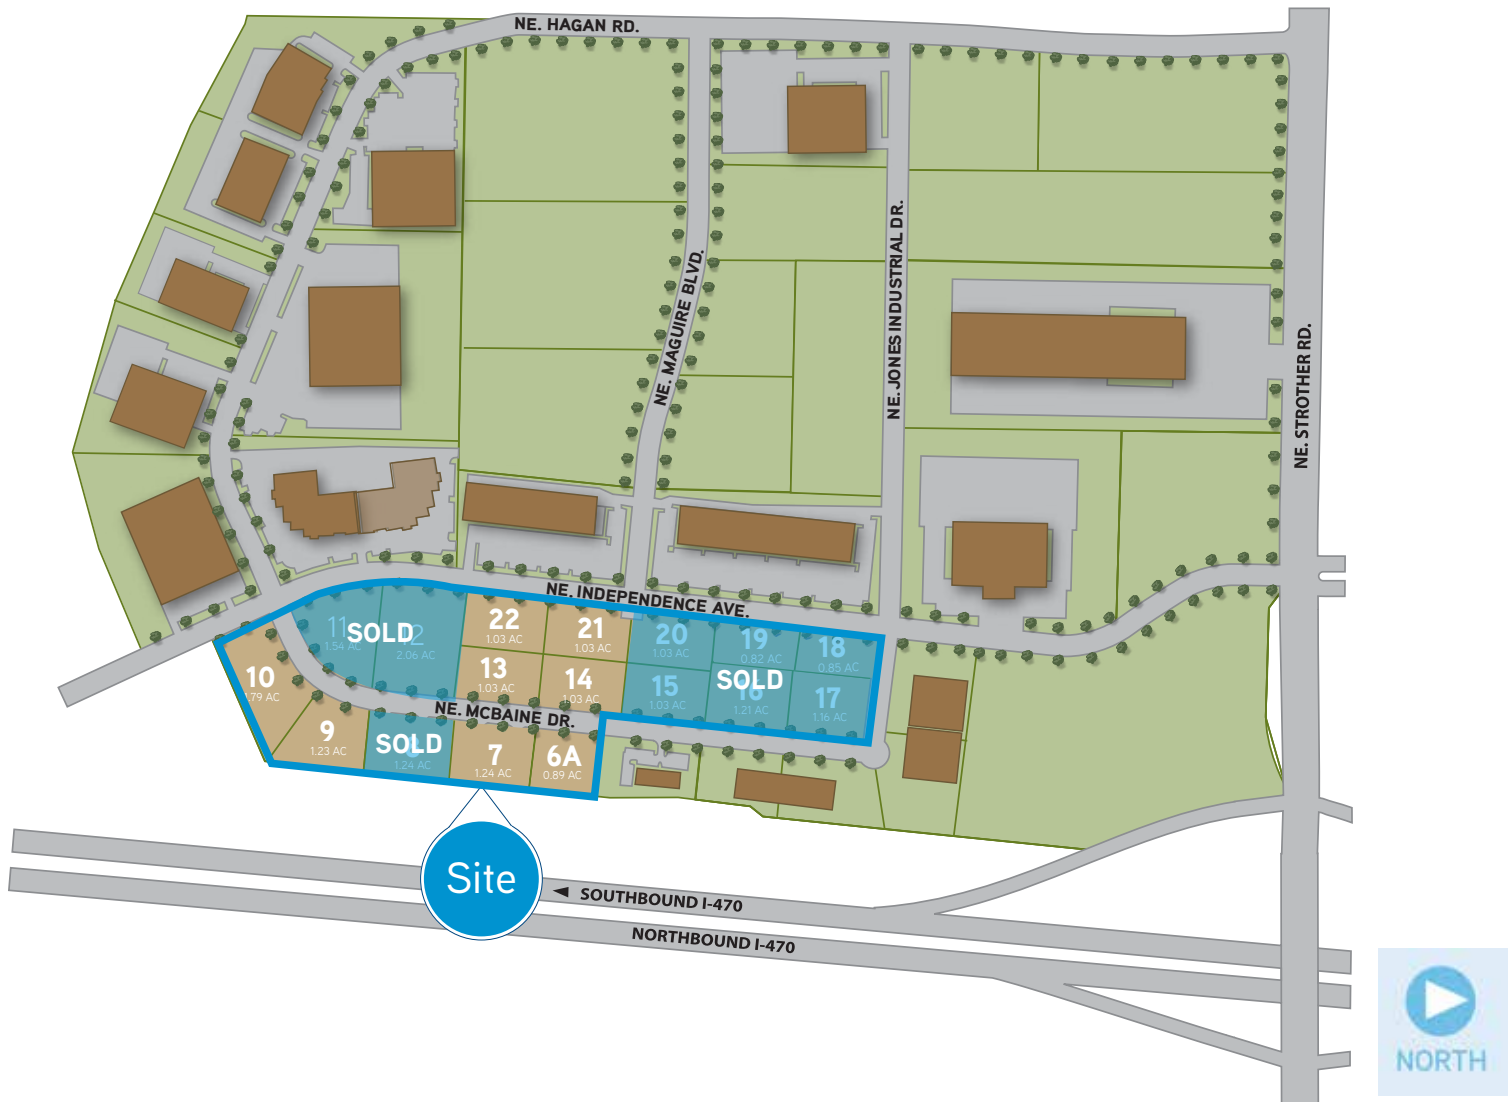 NE. HAGAN RD.
NE. MAGUIRE BLVD.
NE. JONES INDUSTRIAL DR.
NE. STROTHER RD.
NE. INDEPENDENCE AVE.
11
1.54 AC
SOLD
2.06 AC
22
1.03 AC
21
1.03 AC
20
1.03 AC
19
0.82 AC
18
0.85 AC
10
.79 AC
13
1.03 AC
14
1.03 AC
15
1.03 AC
SOLD
16
1.21 AC
17
1.16 AC
NE. MCBAINE DR.
9
1.23 AC
SOLD
8
1.24 AC
7
1.24 AC
6A
0.89 AC
Site
SOUTHBOUND I-470
NORTHBOUND I-470
NORTH